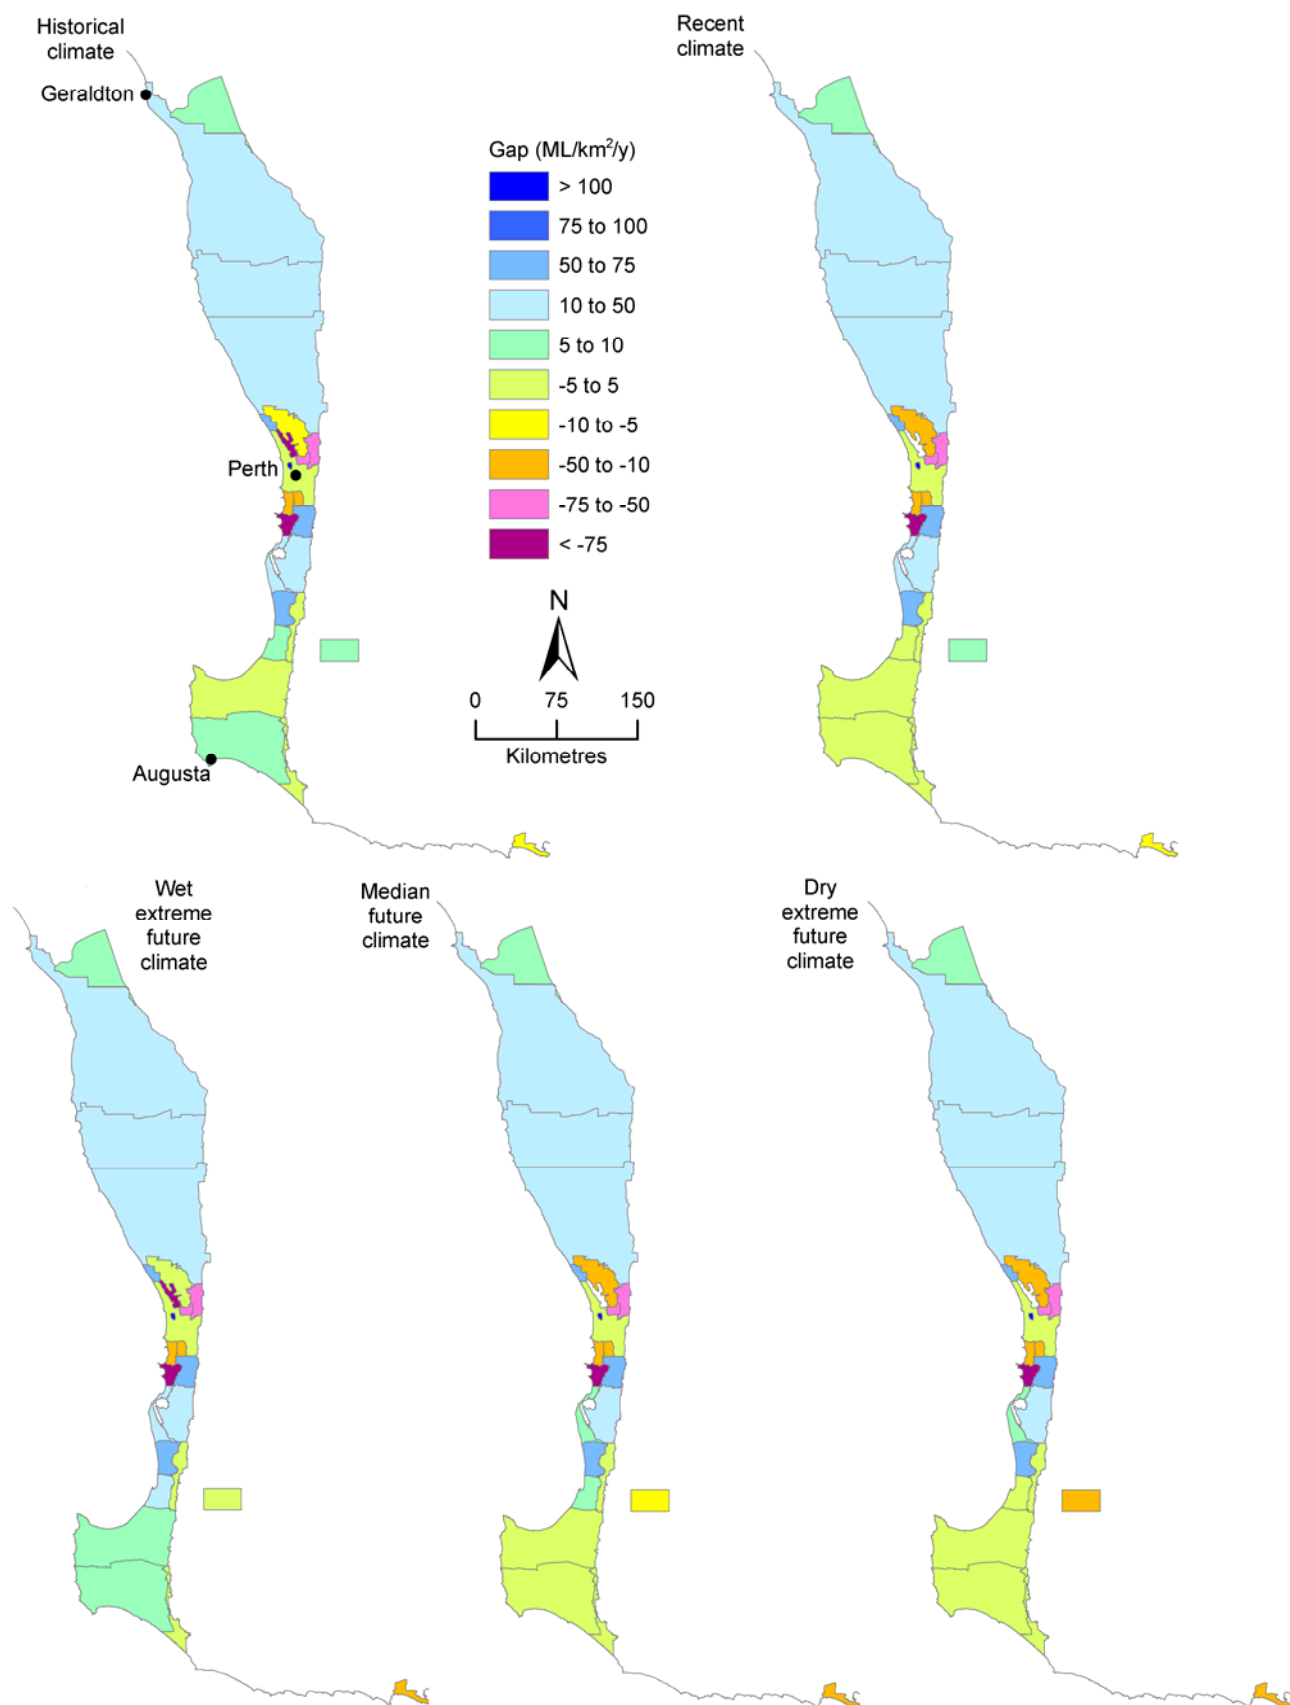 Historical
climate
Geraldton
Recent
climate
Gap (ML/km²/y)
> 100
75 to 100
50 to 75
10 to 50
5 to 10
-5 to 5
-10 to -5
-50 to -10
-75 to -50
< -75
Perth
N
0 75 150
Kilometres
Augusta
Wet
extreme
future
climate
Median
future
climate
Dry
extreme
future
climate